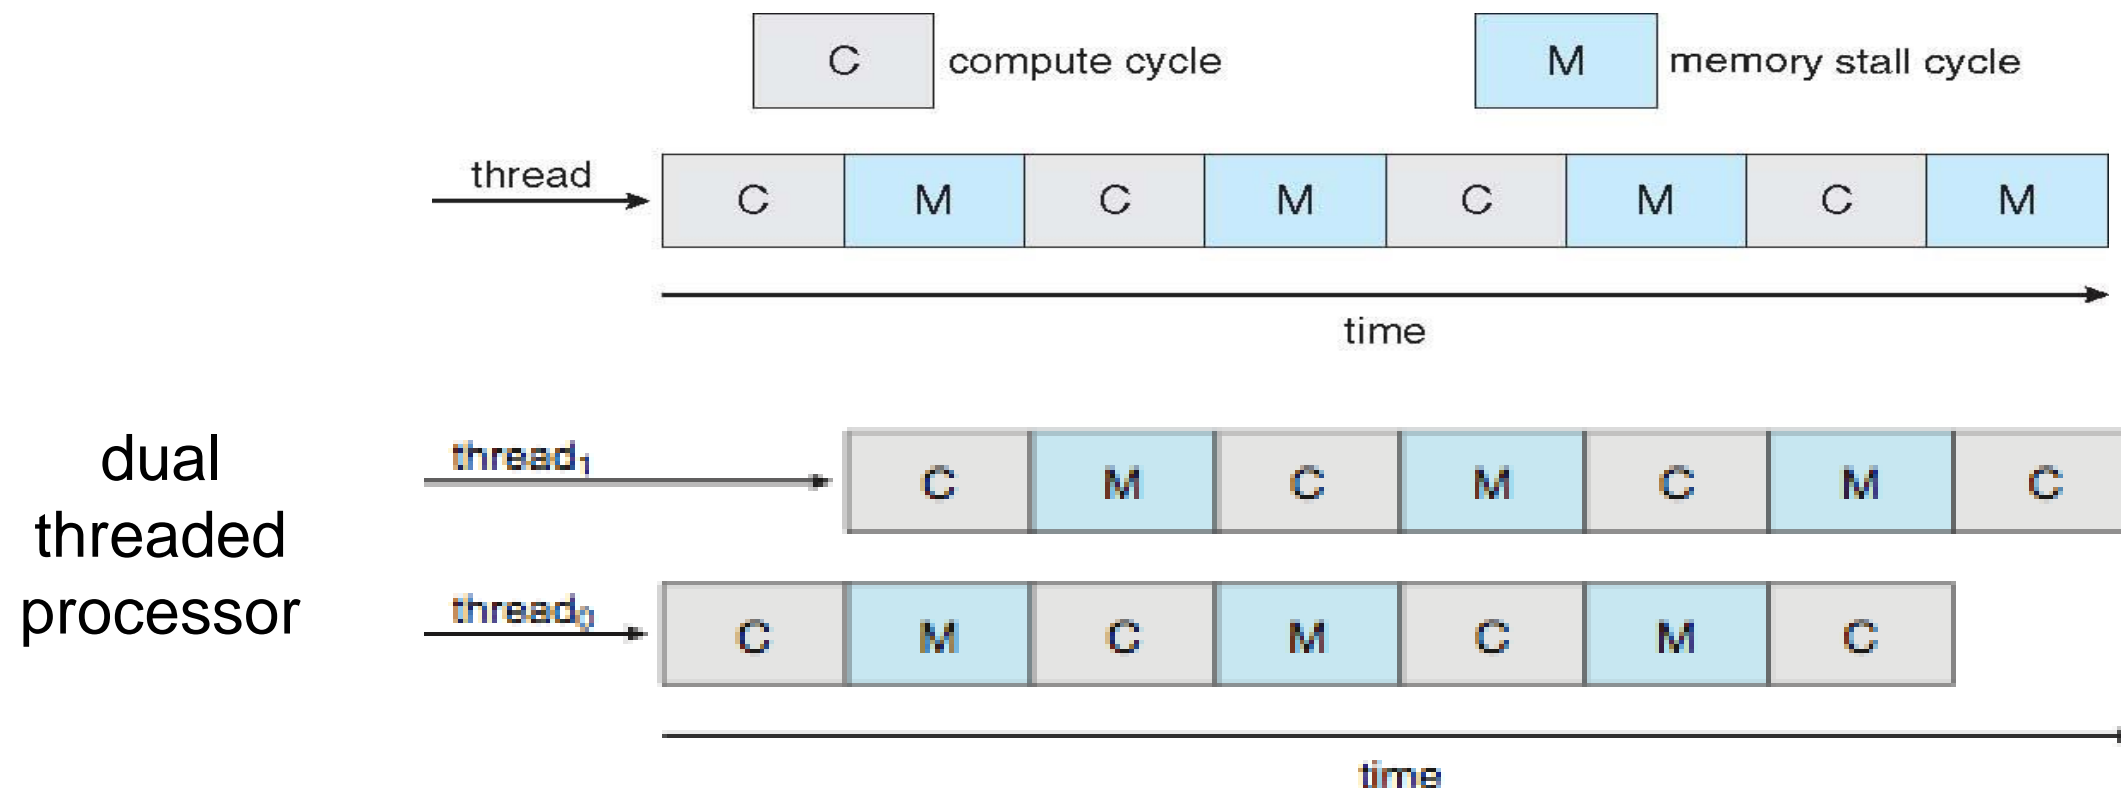 C compute cycle M memory stall cycle
thread C M C M C M C M
time
dual
threaded
processor
thread₁ C M C M C M C
thread₀ C M C M C M C
time